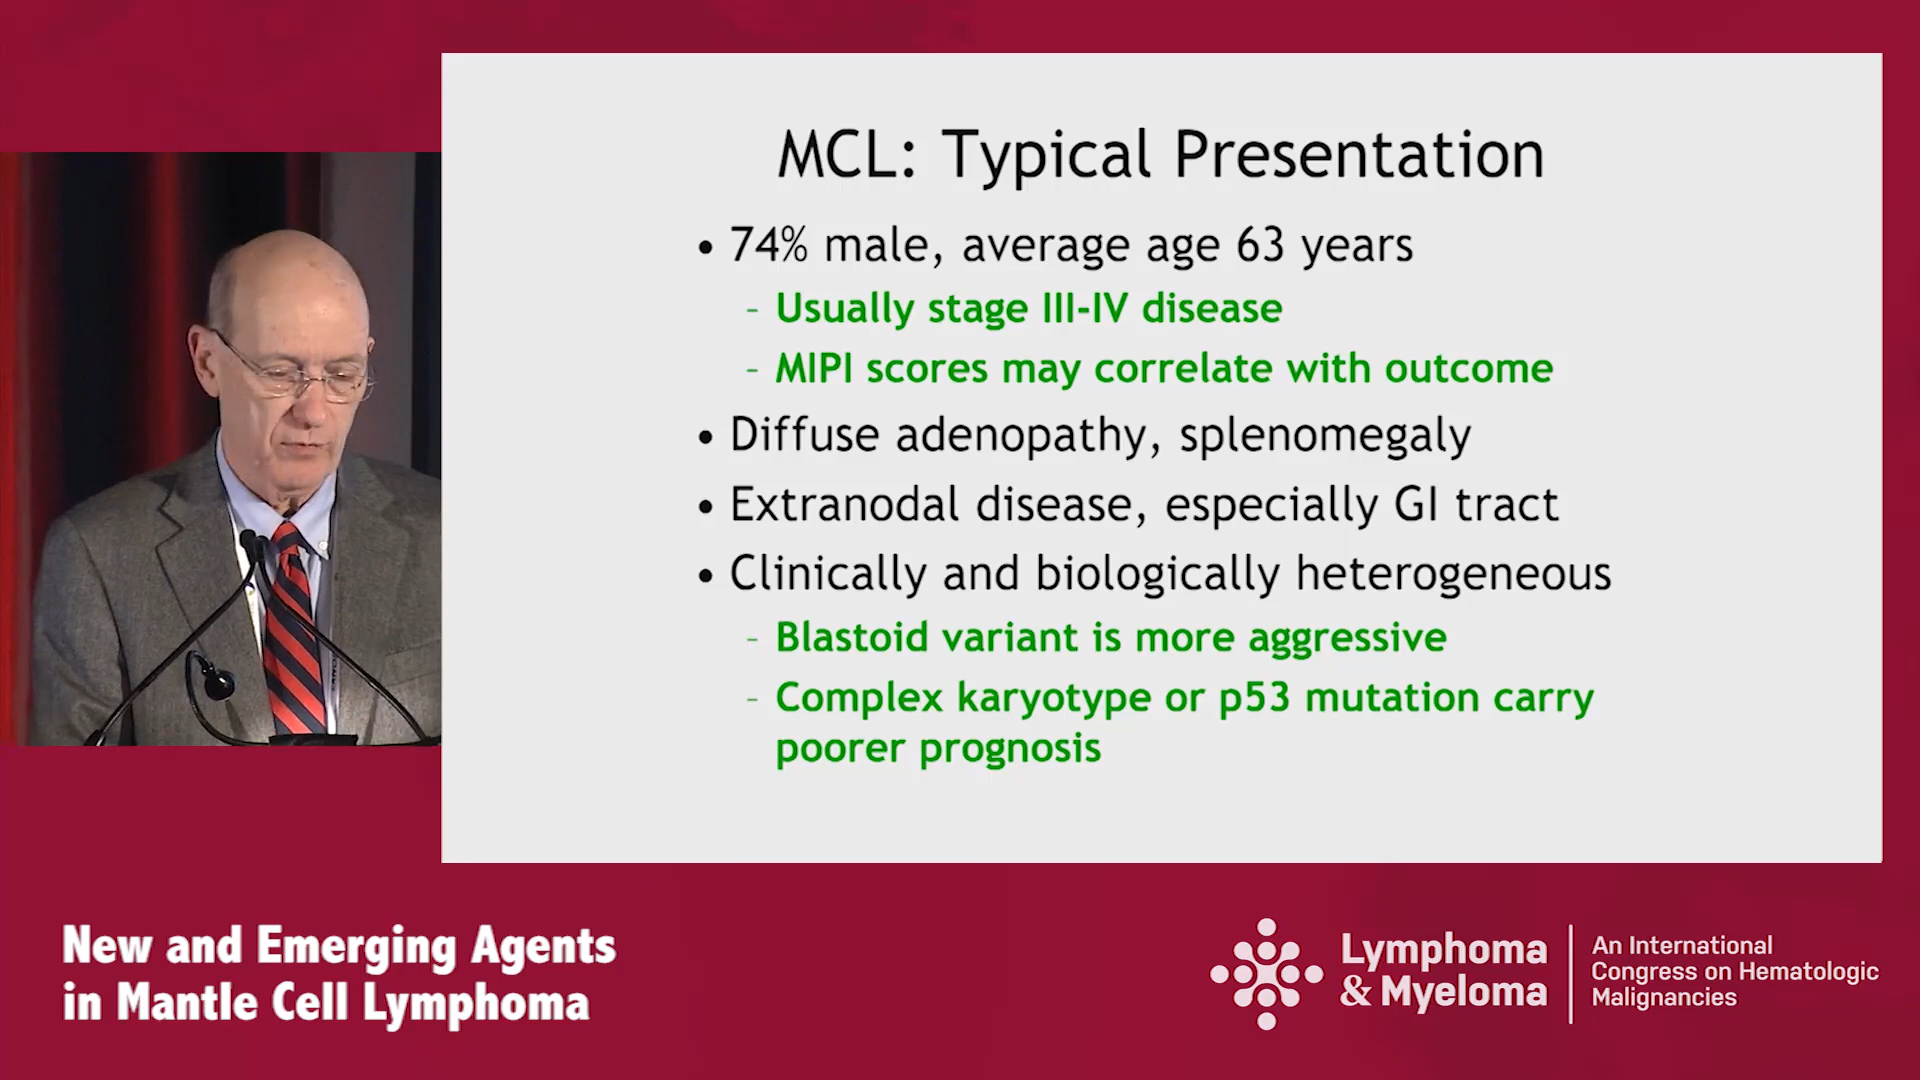 MCL: Typical Presentation
• 74% male, average age 63 years
– Usually stage III-IV disease
– MIPI scores may correlate with outcome
• Diffuse adenopathy, splenomegaly
• Extranodal disease, especially GI tract
• Clinically and biologically heterogeneous
– Blastoid variant is more aggressive
– Complex karyotype or p53 mutation carry
poorer prognosis
New and Emerging Agents
in Mantle Cell Lymphoma
Lymphoma
& Myeloma
An International
Congress on Hematologic
Malignancies